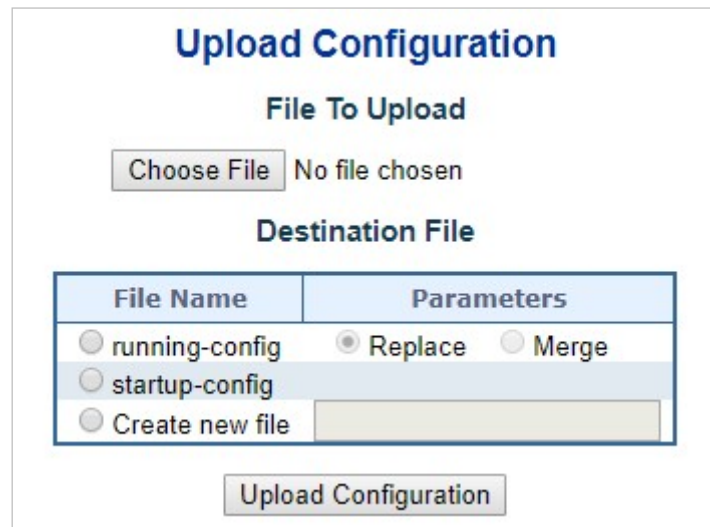 Upload Configuration
File To Upload
Choose File No file chosen
Destination File
File Name Parameters
running-config Replace Merge
startup-config
Create new file
Upload Configuration